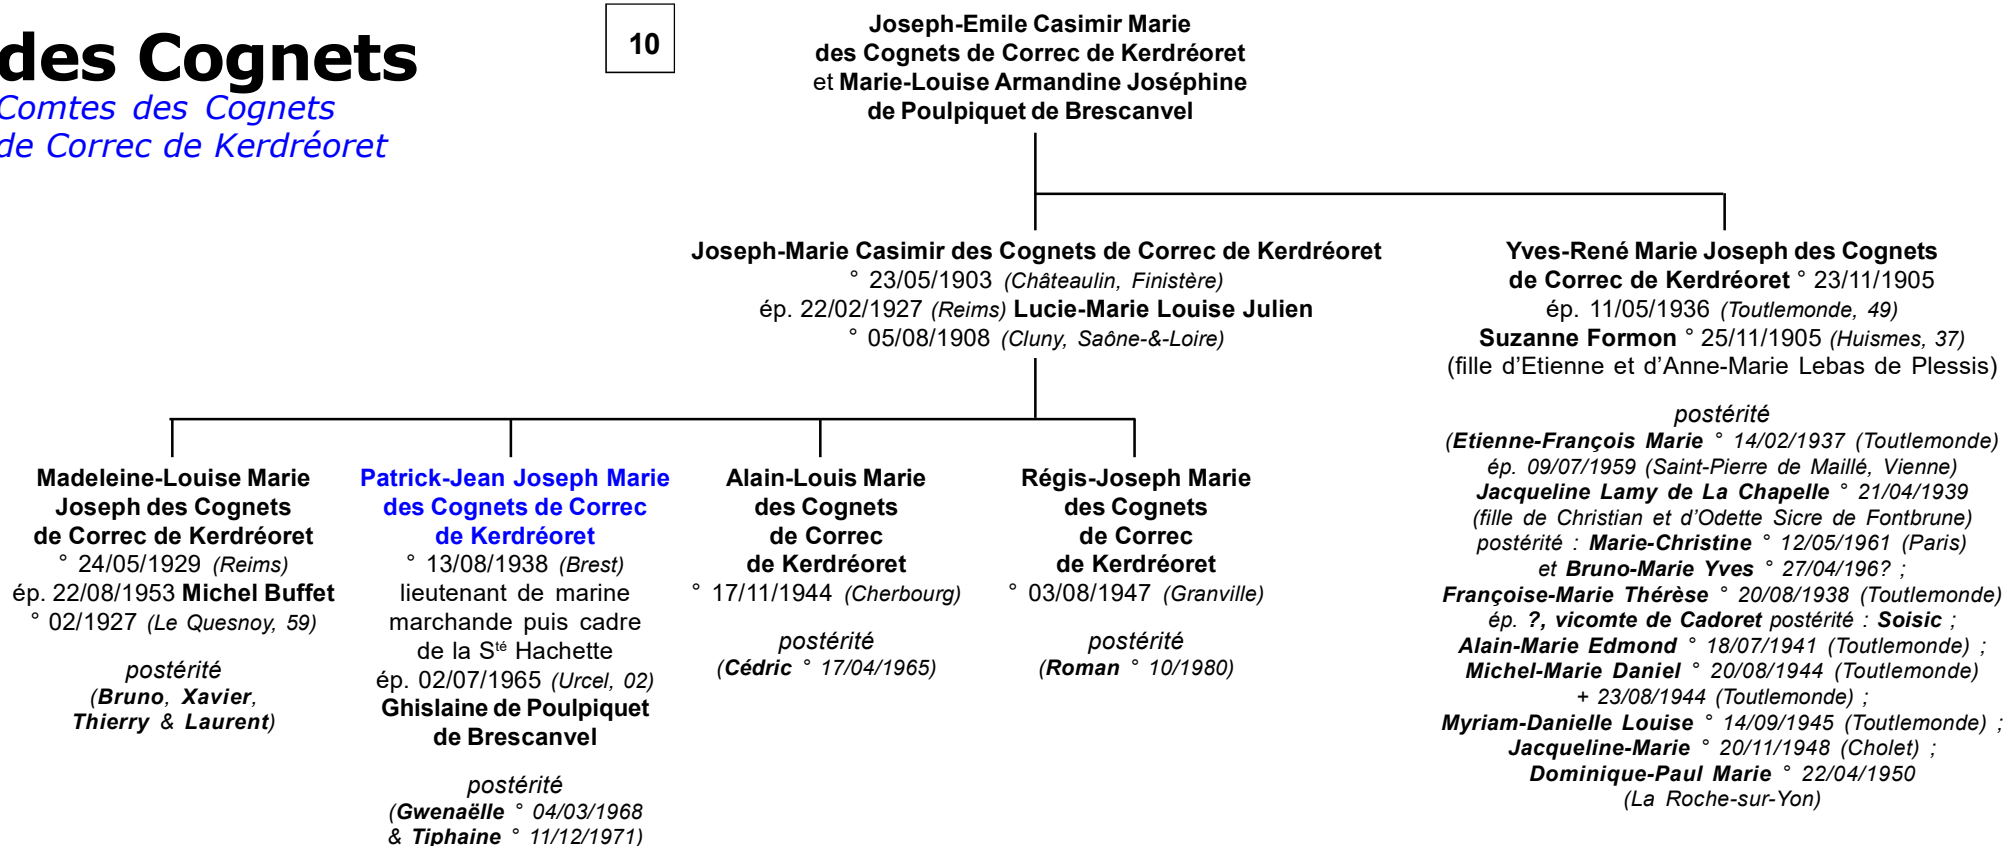 des Cognets
Comtes des Cognets
de Correc de Kerdréoret
10
Joseph-Emile Casimir Marie
des Cognets de Correc de Kerdréoret
et Marie-Louise Armandine Joséphine
de Poulpiquet de Brescanvel
Joseph-Marie Casimir des Cognets de Correc de Kerdréoret
° 23/05/1903 (Châteaulin, Finistère)
ép. 22/02/1927 (Reims) Lucie-Marie Louise Julien
° 05/08/1908 (Cluny, Saône-&-Loire)
Yves-René Marie Joseph des Cognets
de Correc de Kerdréoret ° 23/11/1905
ép. 11/05/1936 (Toutlemonde, 49)
Suzanne Formon ° 25/11/1905 (Huismes, 37)
(fille d'Etienne et d'Anne-Marie Lebas de Plessis)
postérité
(Etienne-François Marie ° 14/02/1937 (Toutlemonde)
ép. 09/07/1959 (Saint-Pierre de Maillé, Vienne)
Jacqueline Lamy de La Chapelle ° 21/04/1939
(fille de Christian et d'Odette Sicre de Fontbrune)
postérité : Marie-Christine ° 12/05/1961 (Paris)
et Bruno-Marie Yves ° 27/04/196? ;
Françoise-Marie Thérèse ° 20/08/1938 (Toutlemonde)
ép. ?, vicomte de Cadoret postérité : Soisic ;
Alain-Marie Edmond ° 18/07/1941 (Toutlemonde) ;
Michel-Marie Daniel ° 20/08/1944 (Toutlemonde)
+ 23/08/1944 (Toutlemonde) ;
Myriam-Danielle Louise ° 14/09/1945 (Toutlemonde) ;
Jacqueline-Marie ° 20/11/1948 (Cholet) ;
Dominique-Paul Marie ° 22/04/1950
(La Roche-sur-Yon)
Madeleine-Louise Marie
Joseph des Cognets
de Correc de Kerdréoret
° 24/05/1929 (Reims)
ép. 22/08/1953 Michel Buffet
° 02/1927 (Le Quesnoy, 59)
postérité
(Bruno, Xavier,
Thierry & Laurent)
Patrick-Jean Joseph Marie
des Cognets de Correc
de Kerdréoret
° 13/08/1938 (Brest)
lieutenant de marine
marchande puis cadre
de la Sté Hachette
ép. 02/07/1965 (Urcel, 02)
Ghislaine de Poulpiquet
de Brescanvel
postérité
(Gwenaëlle ° 04/03/1968
& Tiphaine ° 11/12/1971)
Alain-Louis Marie
des Cognets
de Correc
de Kerdréoret
° 17/11/1944 (Cherbourg)
postérité
(Cédric ° 17/04/1965)
Régis-Joseph Marie
des Cognets
de Correc
de Kerdréoret
° 03/08/1947 (Granville)
postérité
(Roman ° 10/1980)